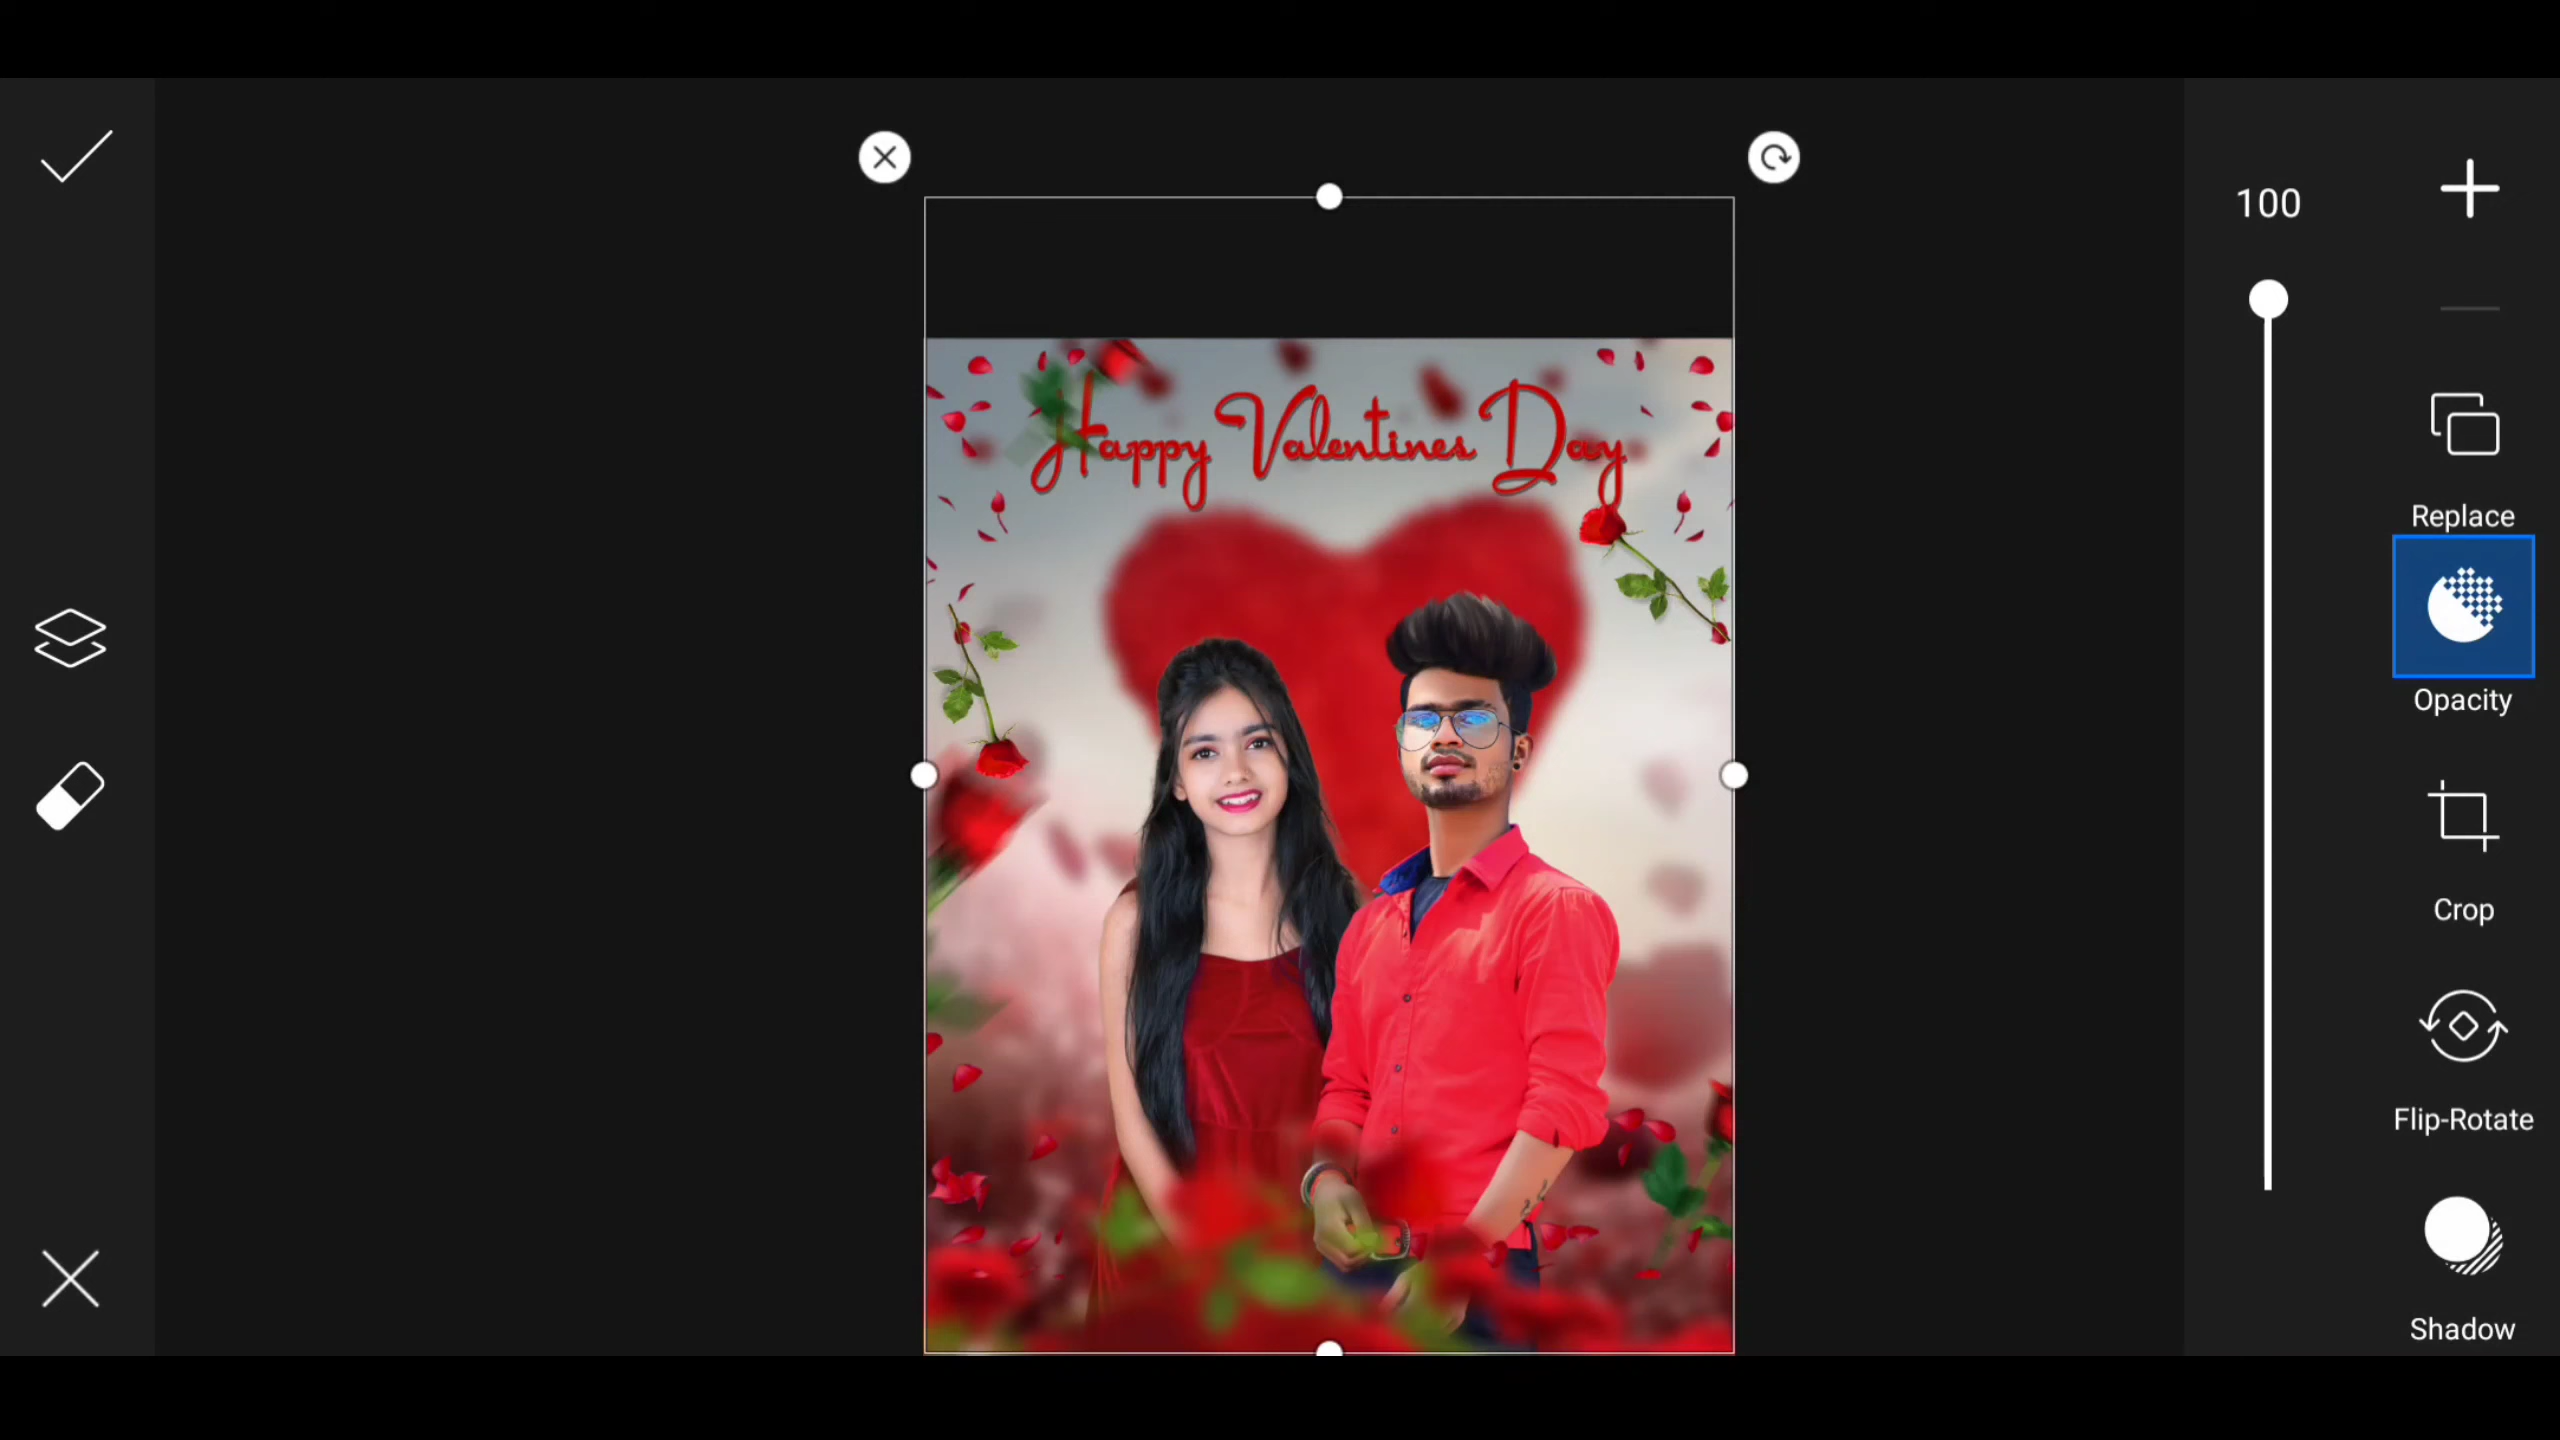 100
Happy Valentines Day
Replace
Opacity
Crop
Flip-Rotate
Shadow